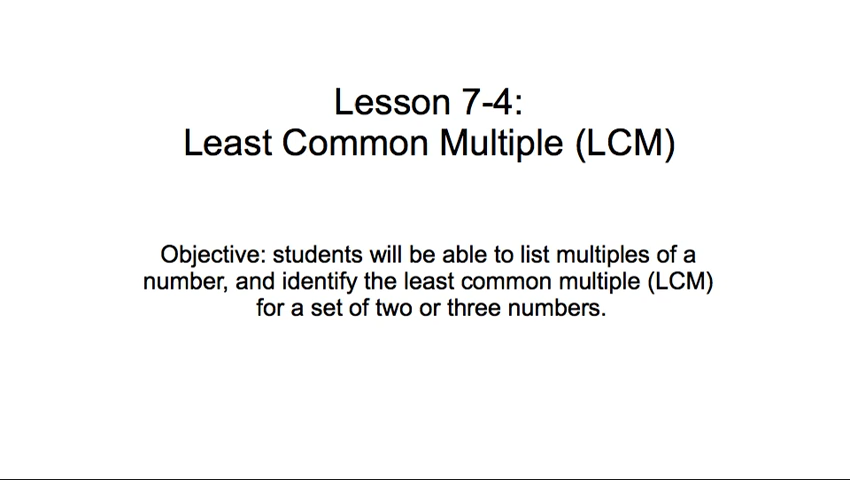 Lesson 7-4:
Least Common Multiple (LCM)
Objective: students will be able to list multiples of a
number, and identify the least common multiple (LCM)
for a set of two or three numbers.